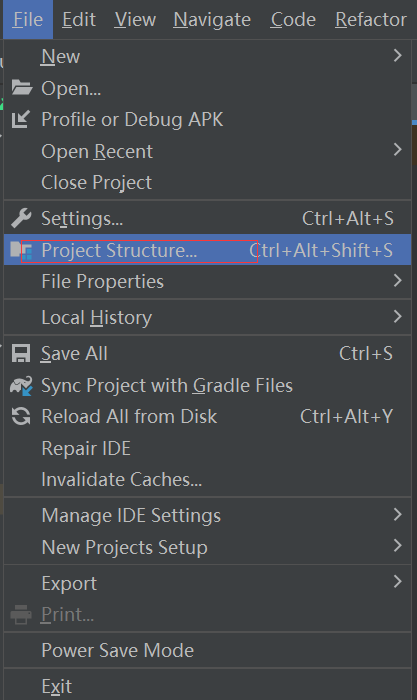 File Edit View Navigate Code Refactor
New
Open...
Profile or Debug APK
Open Recent
Close Project
Settings... Ctrl+Alt+S
Project Structure... Ctrl+Alt+Shift+S
File Properties
Local History
Save All Ctrl+S
Sync Project with Gradle Files
Reload All from Disk Ctrl+Alt+Y
Repair IDE
Invalidate Caches...
Manage IDE Settings
New Projects Setup
Export
Print...
Power Save Mode
Exit